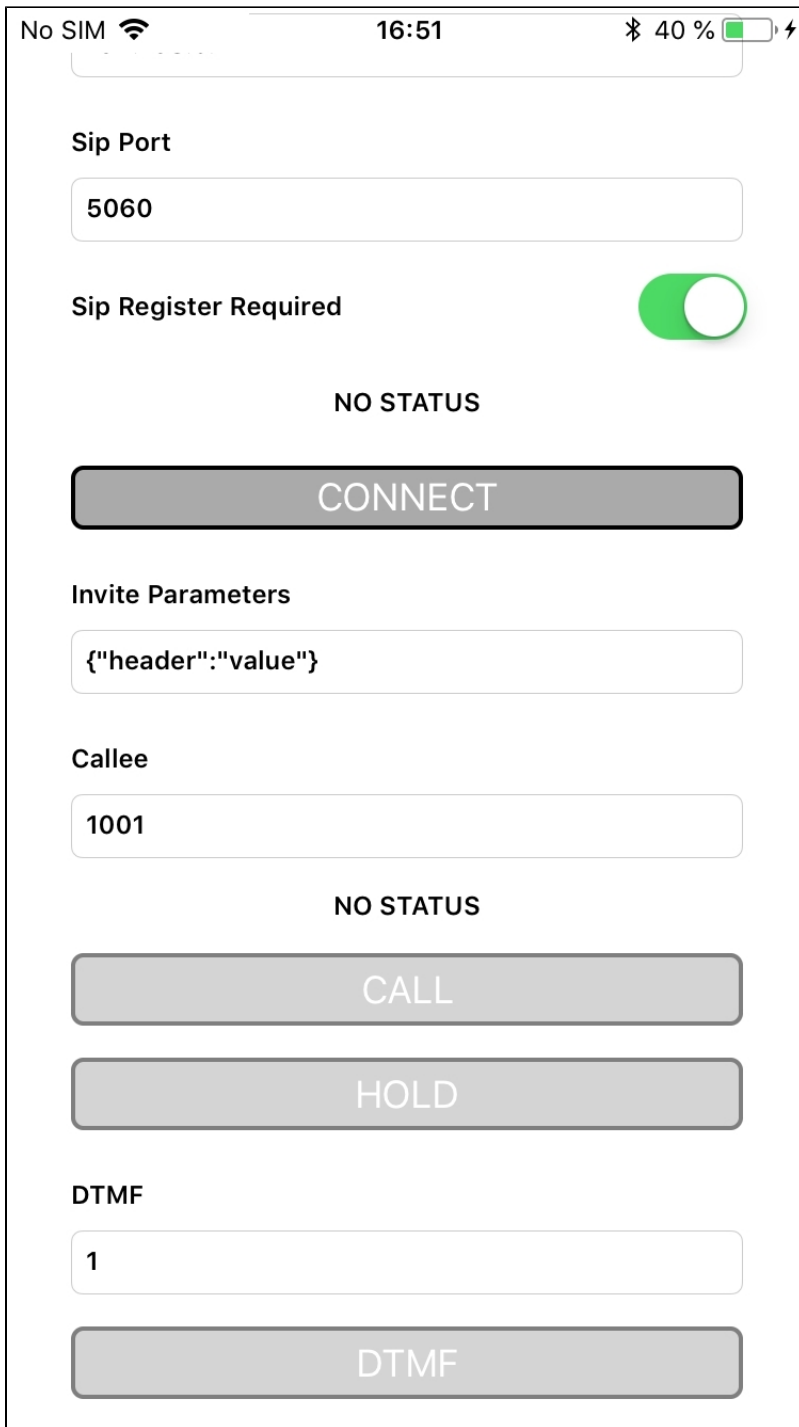 No SIM 16:51 40 %
Sip Port
5060
Sip Register Required
NO STATUS
CONNECT
Invite Parameters
{"header":"value"}
Callee
1001
NO STATUS
CALL
HOLD
DTMF
1
DTMF